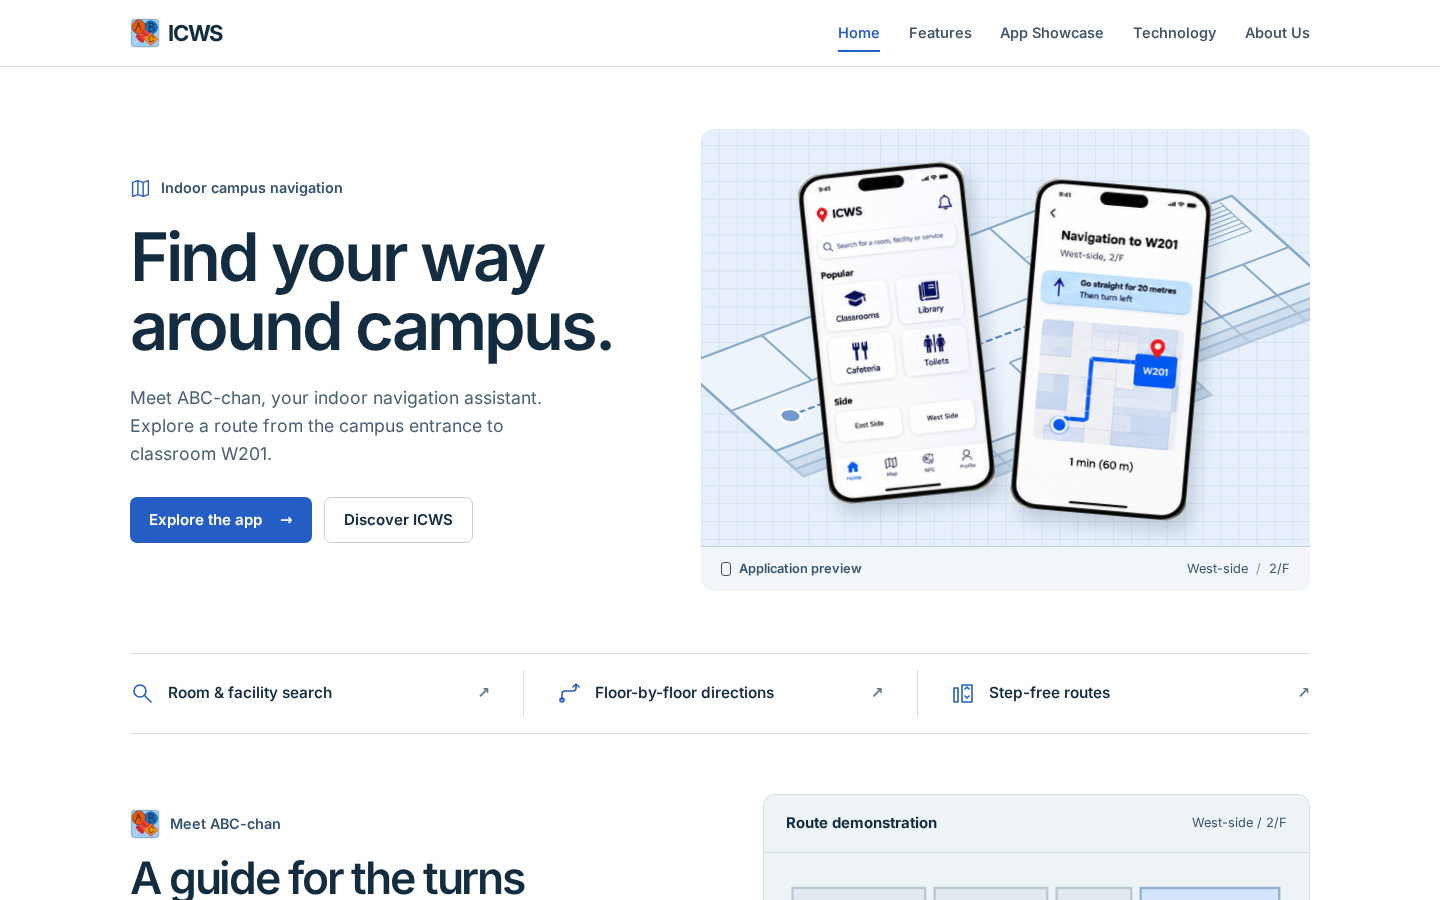 ICWS
Home
Features
App Showcase
Technology
About Us
Indoor campus navigation
Find your way
around campus.
Meet ABC-chan, your indoor navigation assistant.
Explore a route from the campus entrance to
classroom W201.
Explore the app →
Discover ICWS
9:41
ICWS
Search for a room, facility or service
Popular
Classrooms
Library
Cafeteria
Toilets
Side
East Side
West Side
Home
Map
NFC
Profile
9:41
Navigation to W201
West-side, 2/F
Go straight for 20 metres
Then turn left
W201
1 min (60 m)
Application preview
West-side / 2/F
Room & facility search ↗
Floor-by-floor directions ↗
Step-free routes ↗
Meet ABC-chan
A guide for the turns
Route demonstration
West-side / 2/F